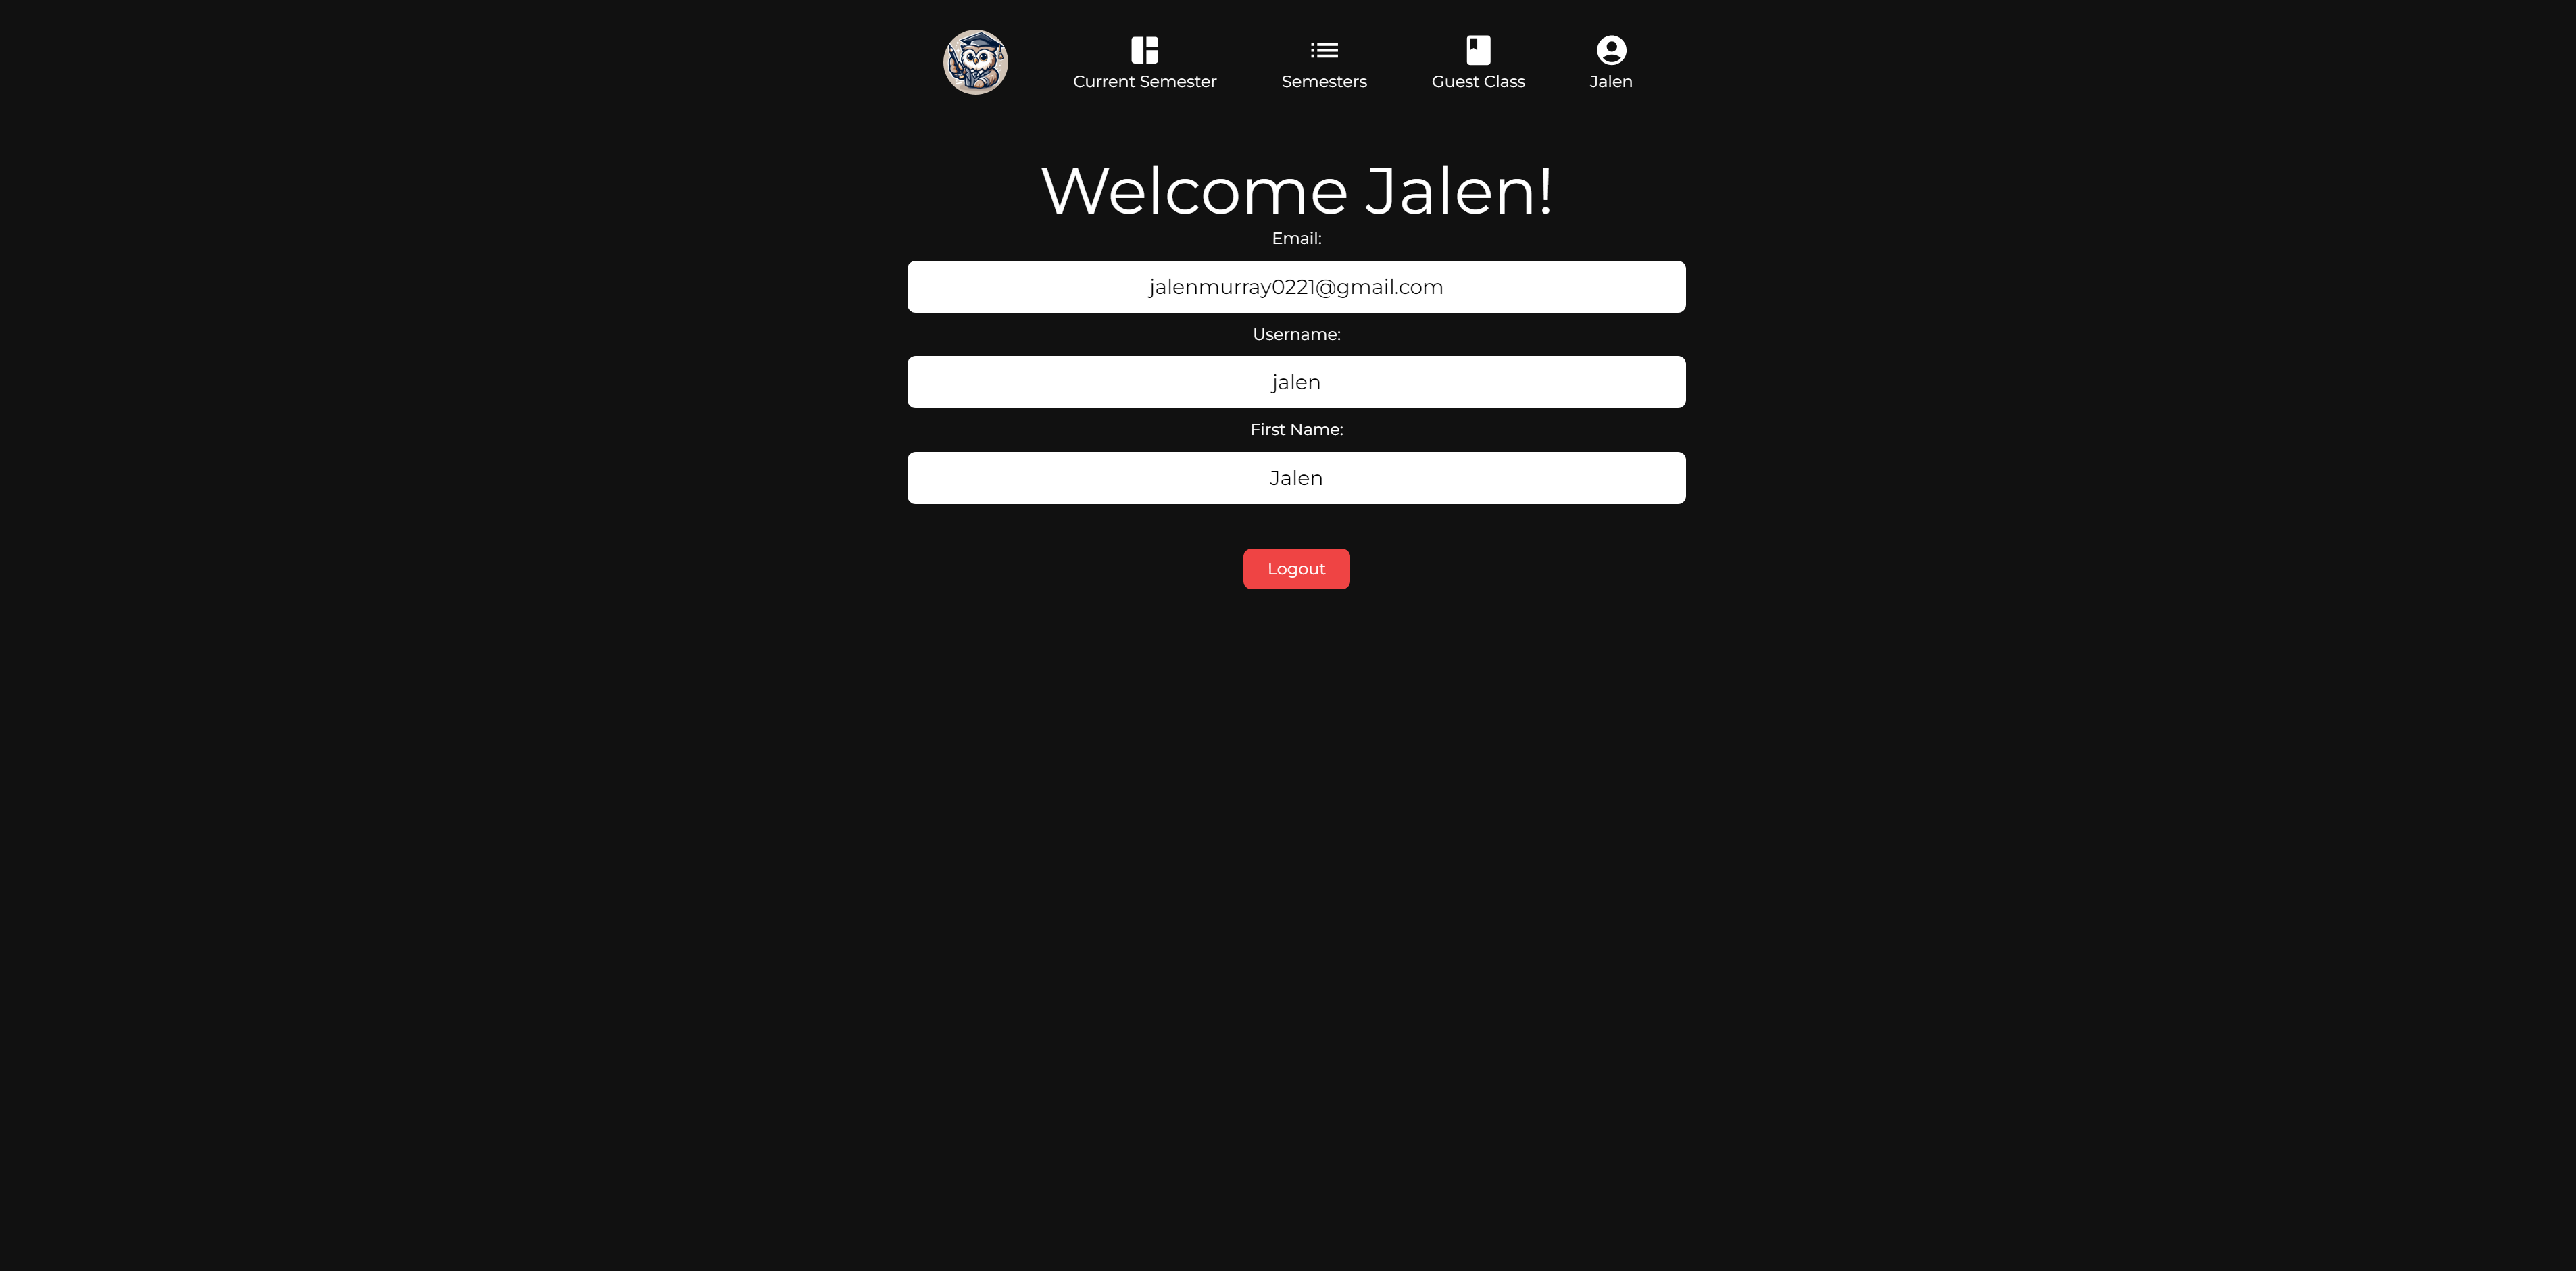 Current Semester
Semesters
Guest Class
Jalen
Welcome Jalen!
Email:
jalenmurray0221@gmail.com
Username:
jalen
First Name:
Jalen
Logout